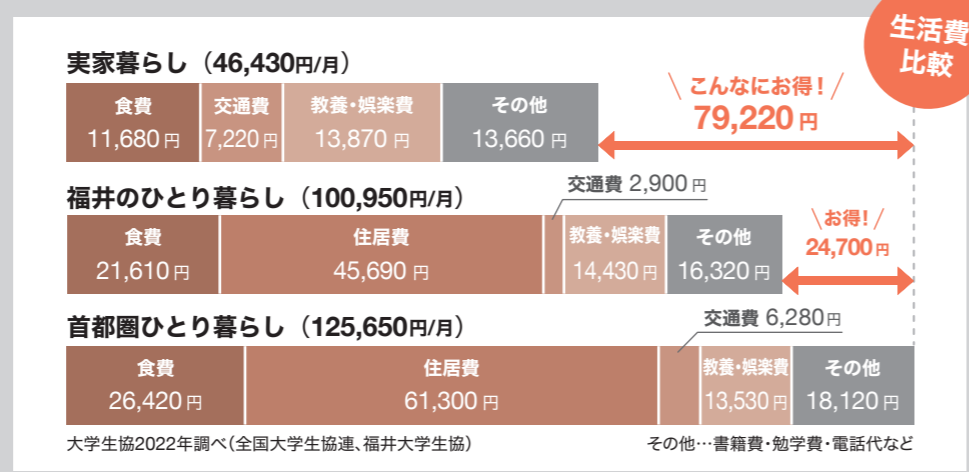 生活費
比較
実家暮らし（46,430円/月）
こんなにお得！
79,220円
食費 交通費 教養・娯楽費 その他
11,680円 7,220円 13,870円 13,660円
福井のひとり暮らし（100,950円/月）
交通費 2,900円
お得！
24,700円
食費 住居費 教養・娯楽費 その他
21,610円 45,690円 14,430円 16,320円
首都圏ひとり暮らし（125,650円/月）
交通費 6,280円
食費 住居費 教養・娯楽費 その他
26,420円 61,300円 13,530円 18,120円
大学生協2022年調べ（全国大学生協連、福井大学生協） その他…書籍費・勉学費・電話代など